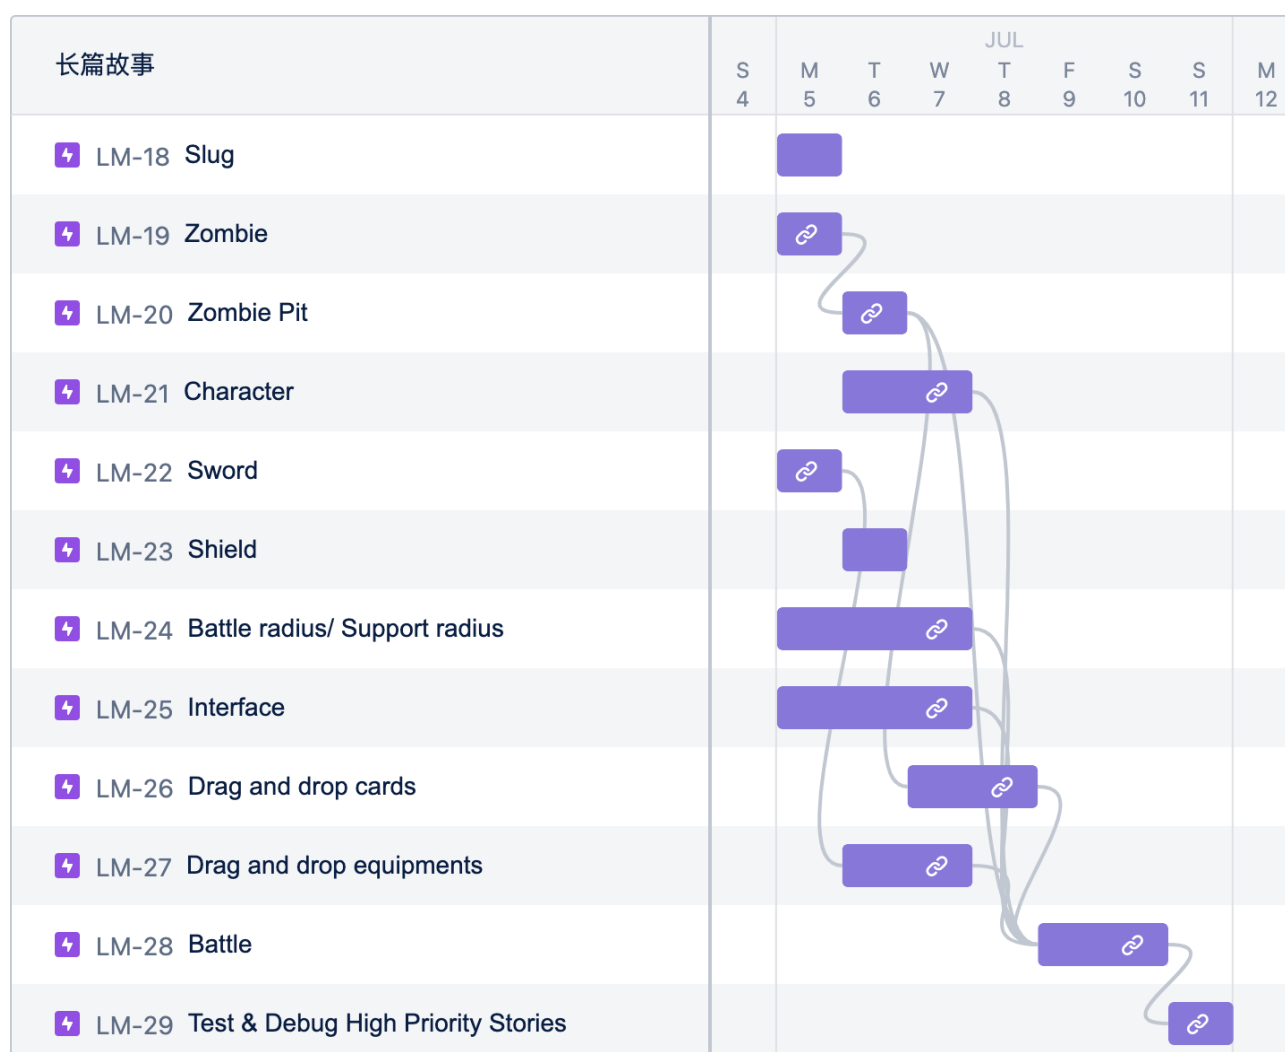 长篇故事
JUL
S M T W T F S S M
4 5 6 7 8 9 10 11 12
LM-18 Slug
LM-19 Zombie
LM-20 Zombie Pit
LM-21 Character
LM-22 Sword
LM-23 Shield
LM-24 Battle radius/ Support radius
LM-25 Interface
LM-26 Drag and drop cards
LM-27 Drag and drop equipments
LM-28 Battle
LM-29 Test & Debug High Priority Stories